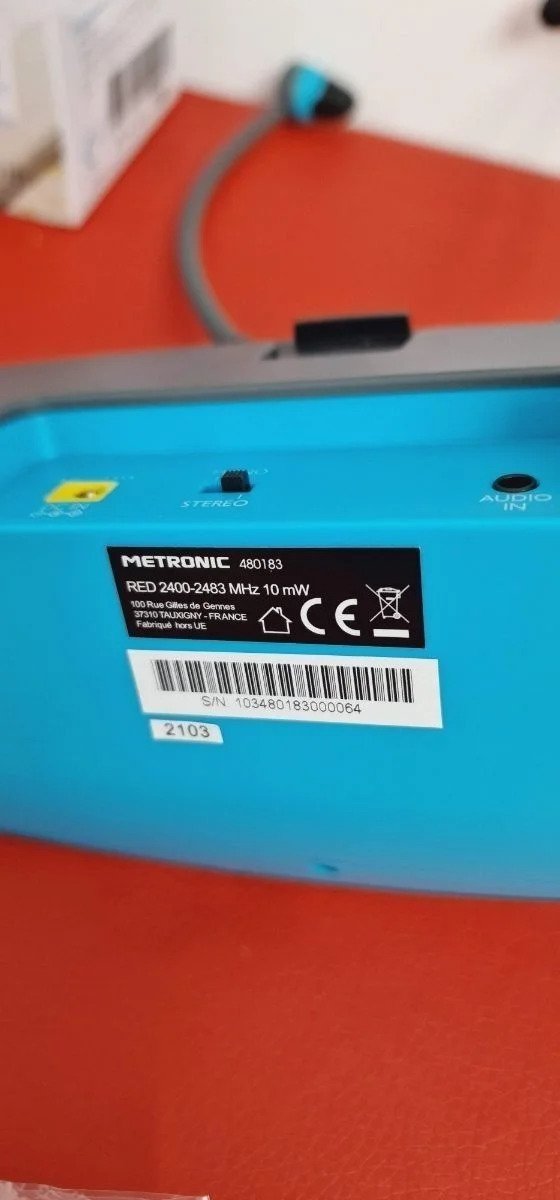 STEREO
AUDIO
IN
METRONIC 480183
RED 2400-2483 MHz 10 mW
100 Rue Gilles de Gennes
37310 TAUXIGNY - FRANCE
Fabriqué hors UE
CE
S/N 103480183000064
2103